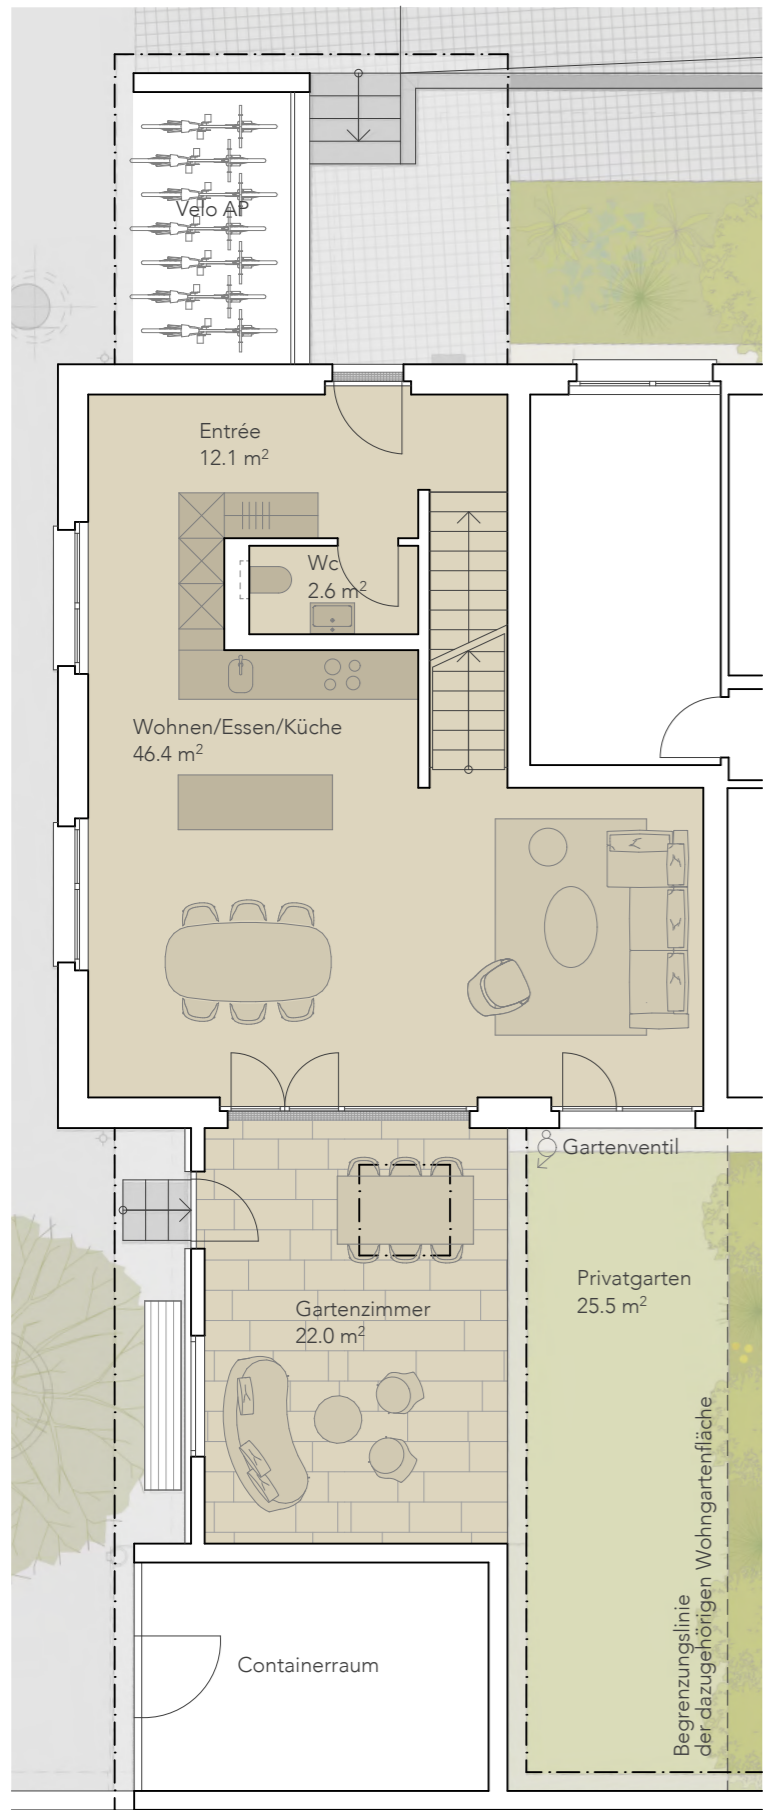 Velo AP
Entrée
12.1 m²
Wc
2.6 m²
Wohnen/Essen/Küche
46.4 m²
Gartenventil
Privatgarten
25.5 m²
Gartenzimmer
22.0 m²
Begrenzungslinie
der dazugehörigen Wohngartenfläche
Containerraum